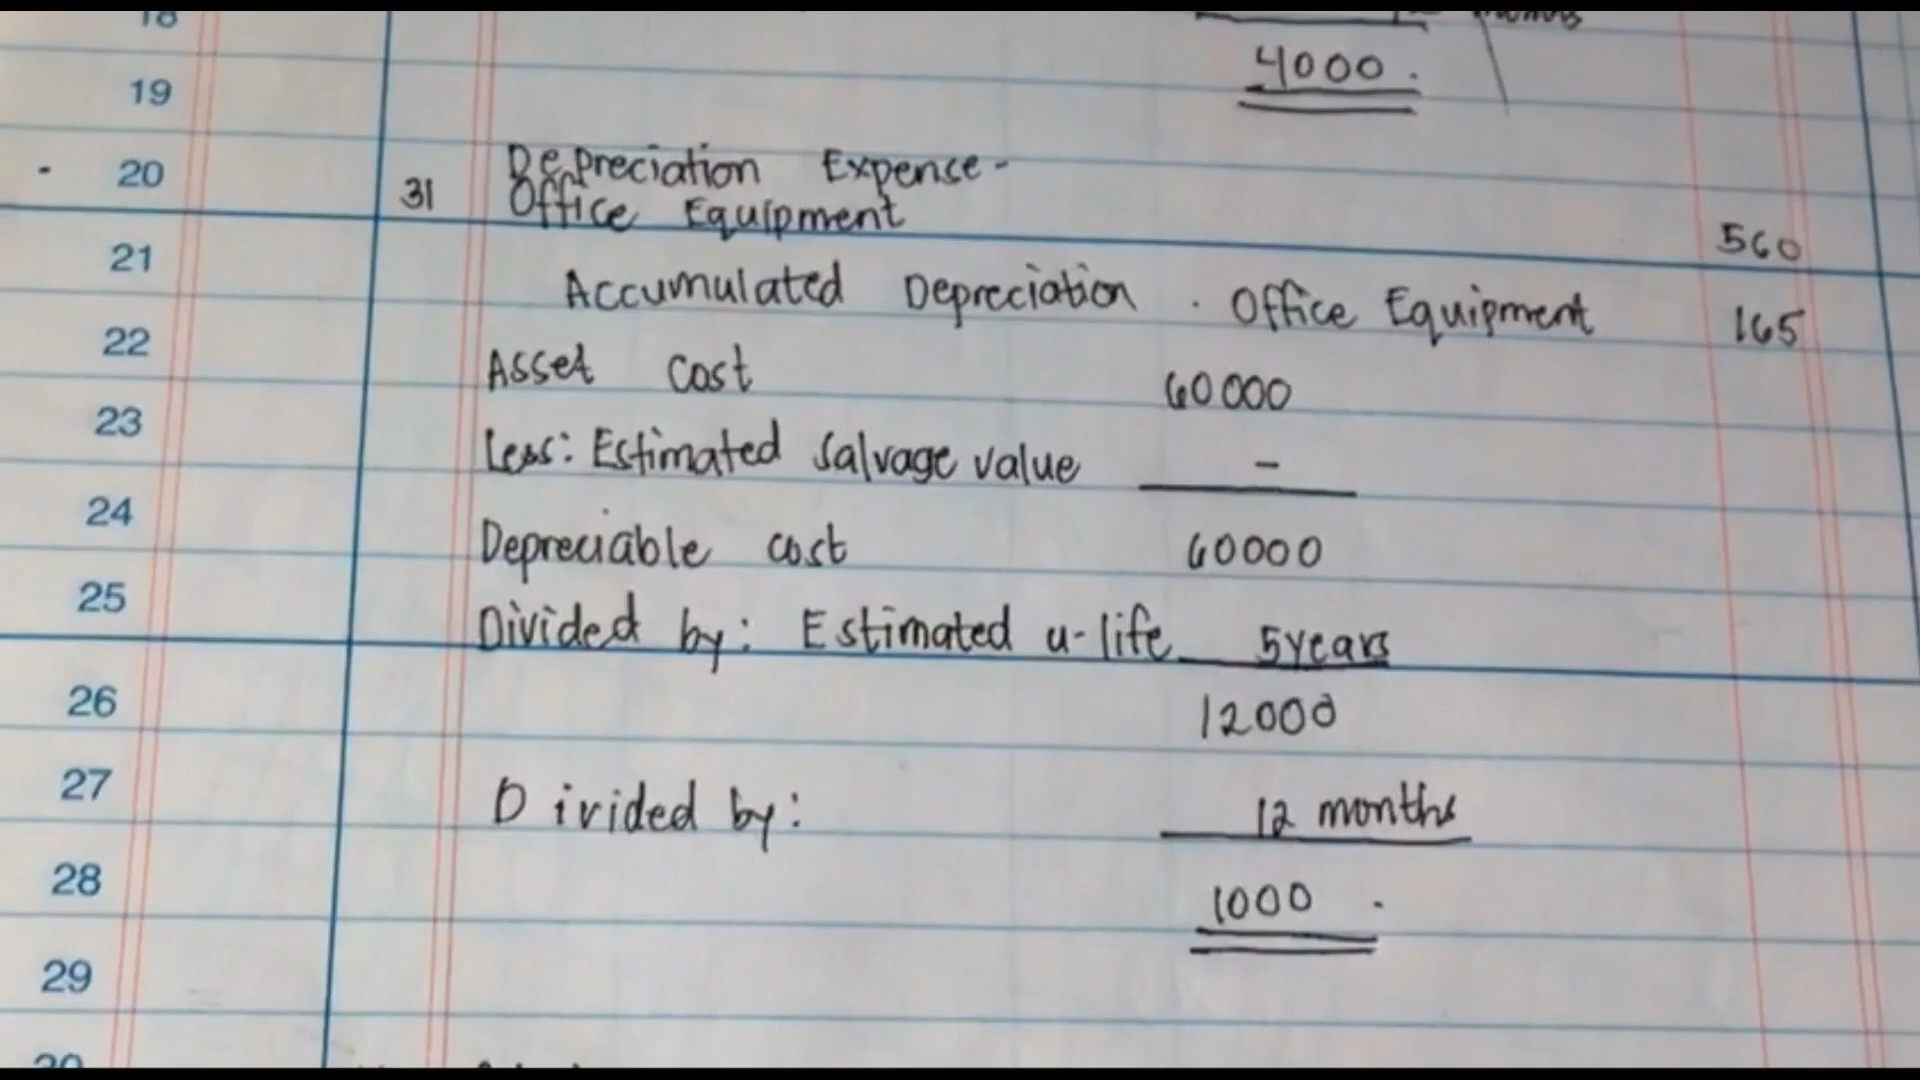 18
4000.
19
20 31 Depreciation Expense-
Office Equipment 560
21 Accumulated Depreciation · Office Equipment 165
22 Asset cost 60000
23 Less: Estimated salvage value -
24 Depreciable cost 60000
25 Divided by: Estimated u-life 5years
26 12000
27 Divided by: 12 months
28 1000.
29